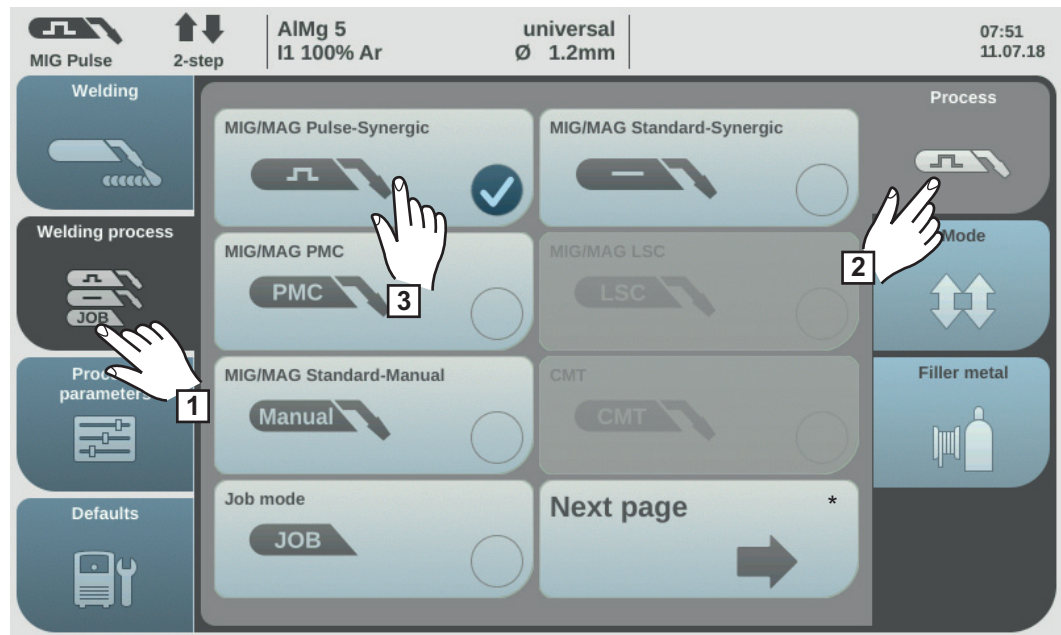 MIG Pulse
2-step
AlMg 5
I1 100% Ar
universal
Ø 1.2mm
07:51
11.07.18
Welding
Welding process
JOB
1
parameters
Defaults
MIG/MAG Pulse-Synergic
MIG/MAG Standard-Synergic
MIG/MAG PMC
PMC
3
MIG/MAG LSC
LSC
MIG/MAG Standard-Manual
Manual
CMT
CMT
Job mode
JOB
Next page *
Process
2
Mode
Filler metal